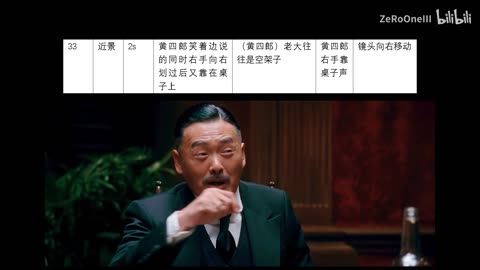 ZeRoOneIII bilibili
33 近景 2s 黄四郎笑着边说 （黄四郎）老大往 黄四郎 镜头向右移动
的同时右手向右 往是空架子 右手靠
划过后又靠在桌 桌子声
子上